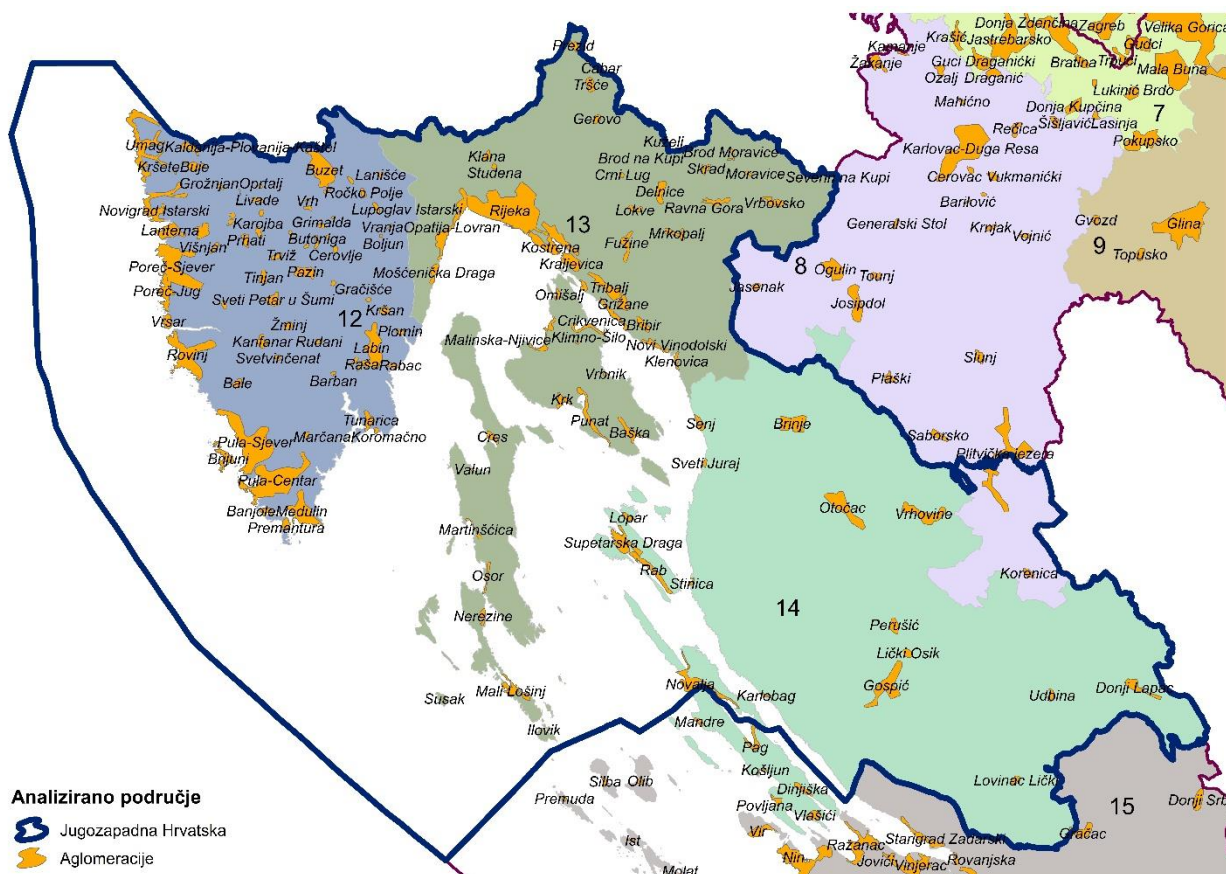 Prezid
Čabar
Tršće
Gerovo
Klana
Studena
Kuželj
Brod na Kupi
Brod Moravice
Crni Lug
Skrad
Moravice
Severin na Kupi
Delnice
Lokve
Ravna Gora
Vrbovsko
Rijeka
13
Fužine
Mrkopalj
Kostrena
Kraljevica
Opatija-Lovran
Mošćenička Draga
Omišalj
Tribalj
Grižane
Crikvenica
Bribir
Malinska-Njivice
Klimno-Šilo
Novi Vinodolski
Klenovica
Vrbnik
Krk
Punat
Baška
Cres
Valun
Martinšćica
Osor
Nerezine
Susak
Mali Lošinj
Ilovik
Umag
Kaldanija-Plovanija-Kaštel
Kršete
Buje
Buzet
Lanišće
Grožnjan
Oprtalj
Ročko Polje
Livade
Vrh
Lupoglav Istarski
Novigrad Istarski
Karojba
Grimalda
Vranja
Lanterna
Višnjan
Butoniga
Boljun
Trviž
Cerovlje
Poreč-Sjever
Tinjan
Pazin
Gračišće
Poreč-Jug
Sveti Petar u Šumi
Kršan
Vrsar
Žminj
12
Plomin
Kanfanar
Rudani
Labin
Rovinj
Svetvinčenat
Raša
Rabac
Bale
Barban
Tunarica
Pula-Sjever
Marčana
Koromačno
Pula-Centar
Banjole
Medulin
Premantura
Krašić
Donja Zdenčina
Zagreb
Velika Gorica
Kamanje
Jastrebarsko
Žakanje
Guci Draganički
Bratina
Mala Buna
Ozalj
Draganić
Lukinić Brdo
Mahično
Donja Kupčina
7
Rečica
Šišljavić
Lasinja
Pokupsko
Karlovac-Duga Resa
Cerovac Vukmanićki
Barilović
Generalski Stol
Krnjak
Vojnić
Gvozd
Glina
9
Topusko
8
Ogulin
Tounj
Jasenak
Josipdol
Slunj
Plaški
Saborsko
Plitvička jezera
Senj
Brinje
Sveti Juraj
Otočac
Vrhovine
Lopar
Supetarska Draga
Rab
Stinica
Korenica
14
Perušić
Lički Osik
Gospić
Udbina
Donji Lapac
Novalja
Karlobag
Mandre
Pag
Košljun
Lovinac Lički
Silba
Olib
Dinjiška
15
Donji Srb
Premuda
Povljana
Vlašići
Vir
Gračac
Ist
Ražanac
Starigrad Zadarski
Nin
Jovići
Vinjerac
Rovanjska
Molat
Analizirano područje
Jugozapadna Hrvatska
Aglomeracije